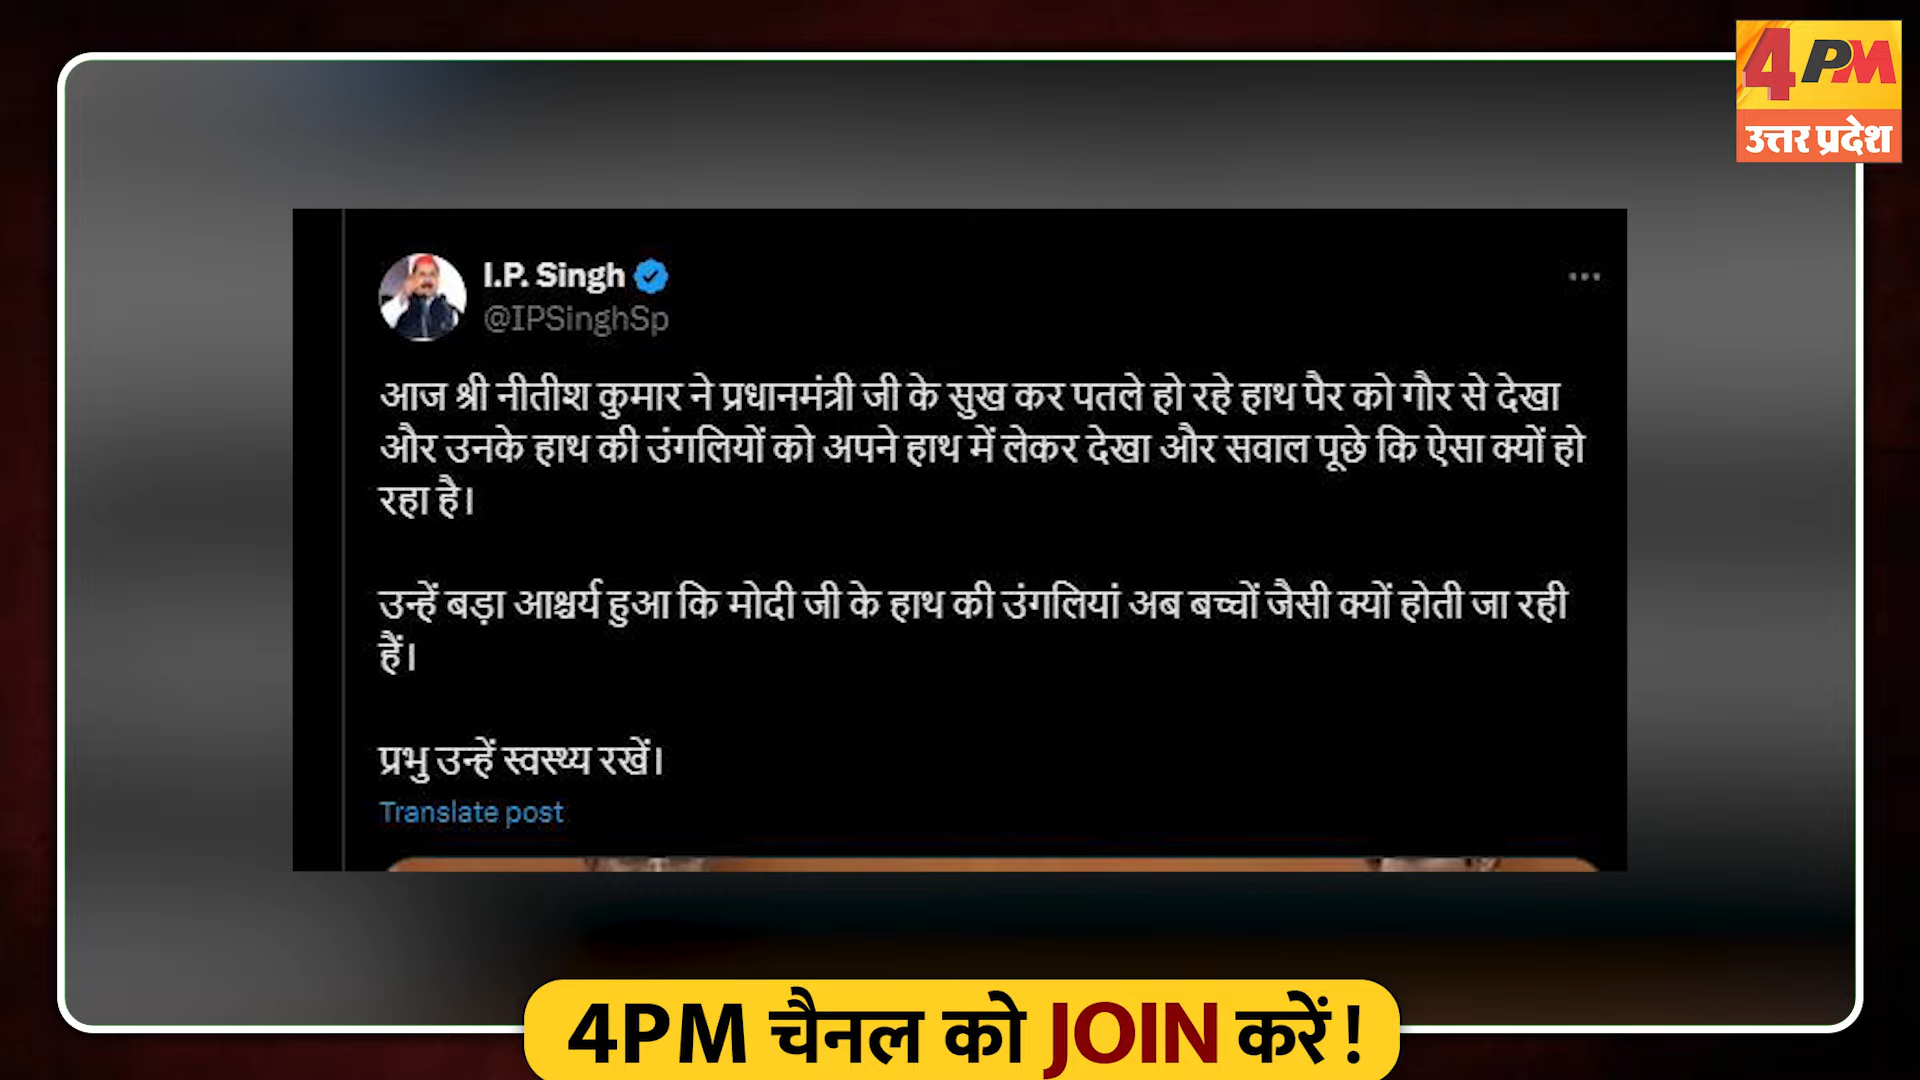 4PM
उत्तर प्रदेश
I.P. Singh
@IPSinghSp
आज श्री नीतीश कुमार ने प्रधानमंत्री जी के सुख कर पतले हो रहे हाथ पैर को गौर से देखा
और उनके हाथ की उंगलियों को अपने हाथ में लेकर देखा और सवाल पूछे कि ऐसा क्यों हो
रहा है।
उन्हें बड़ा आश्चर्य हुआ कि मोदी जी के हाथ की उंगलियां अब बच्चों जैसी क्यों होती जा रही
हैं।
प्रभु उन्हें स्वस्थ्य रखें।
Translate post
4PM चैनल को JOIN करें!